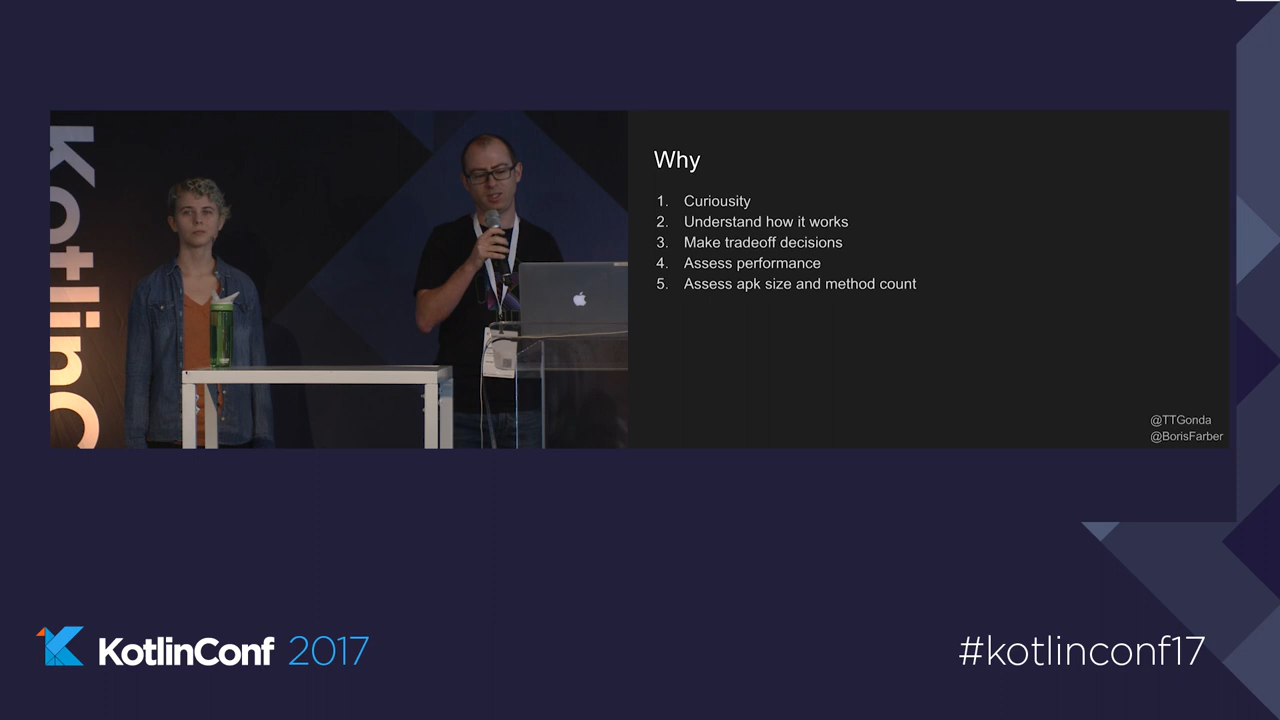 KotlinC
Why
1. Curiousity
2. Understand how it works
3. Make tradeoff decisions
4. Assess performance
5. Assess apk size and method count
@TTGonda
@BorisFarber
KotlinConf 2017
#kotlinconf17